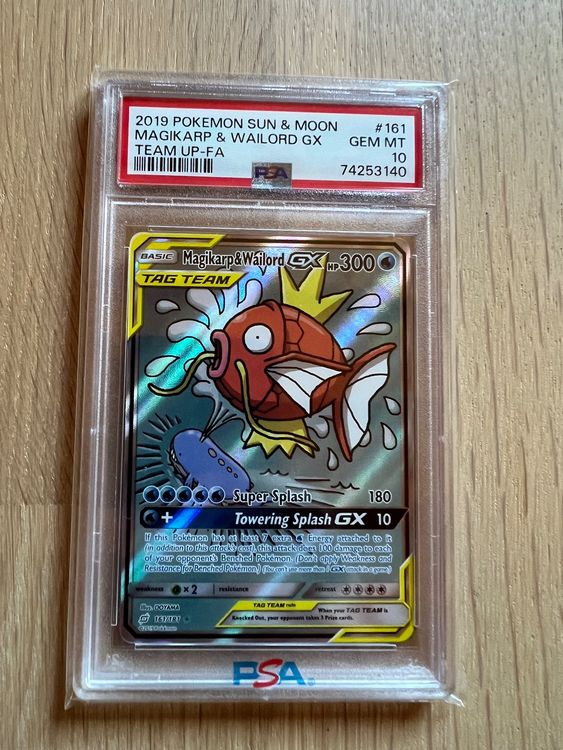 2019 POKEMON SUN & MOON #161
MAGIKARP & WAILORD GX GEM MT
TEAM UP-FA 10
PSA 74253140
BASIC Magikarp&Wailord GX HP 300
TAG TEAM
Super Splash 180
+ Towering Splash GX 10
If this Pokémon has at least 7 extra Energy attached to it
(in addition to this attack's cost), this attack does 100 damage to each
of your opponent's Benched Pokémon. (Don't apply Weakness
and Resistance for Benched Pokémon.) (You can't use more than 1 GX attack in a game.)
weakness ×2 resistance retreat
Illus. DOYAMA
TAG TEAM rule
161/181
When your TAG TEAM is
©2019 Pokémon
Knocked Out, your opponent takes 3 Prize cards.
PSA